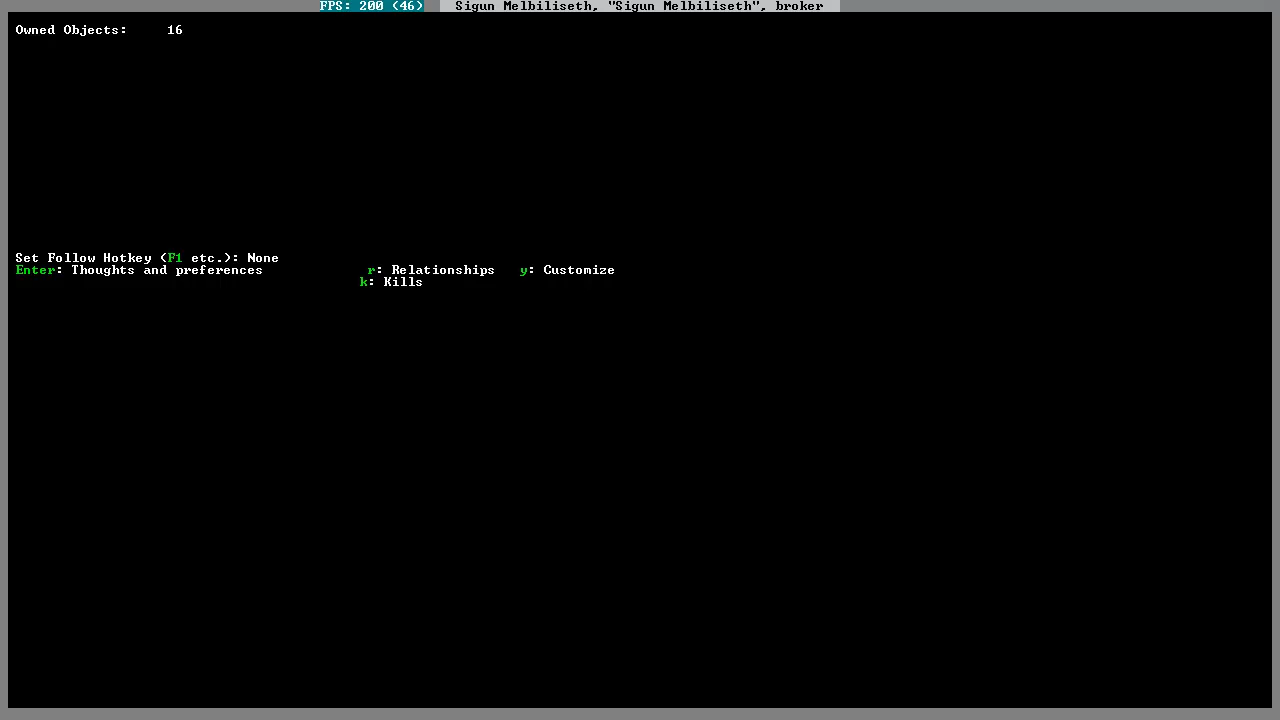 FPS: 200 (46) Sigun Melbiliseth, "Sigun Melbiliseth", broker
Owned Objects: 16
Set Follow Hotkey (F1 etc.): None
Enter: Thoughts and preferences r: Relationships y: Customize
k: Kills